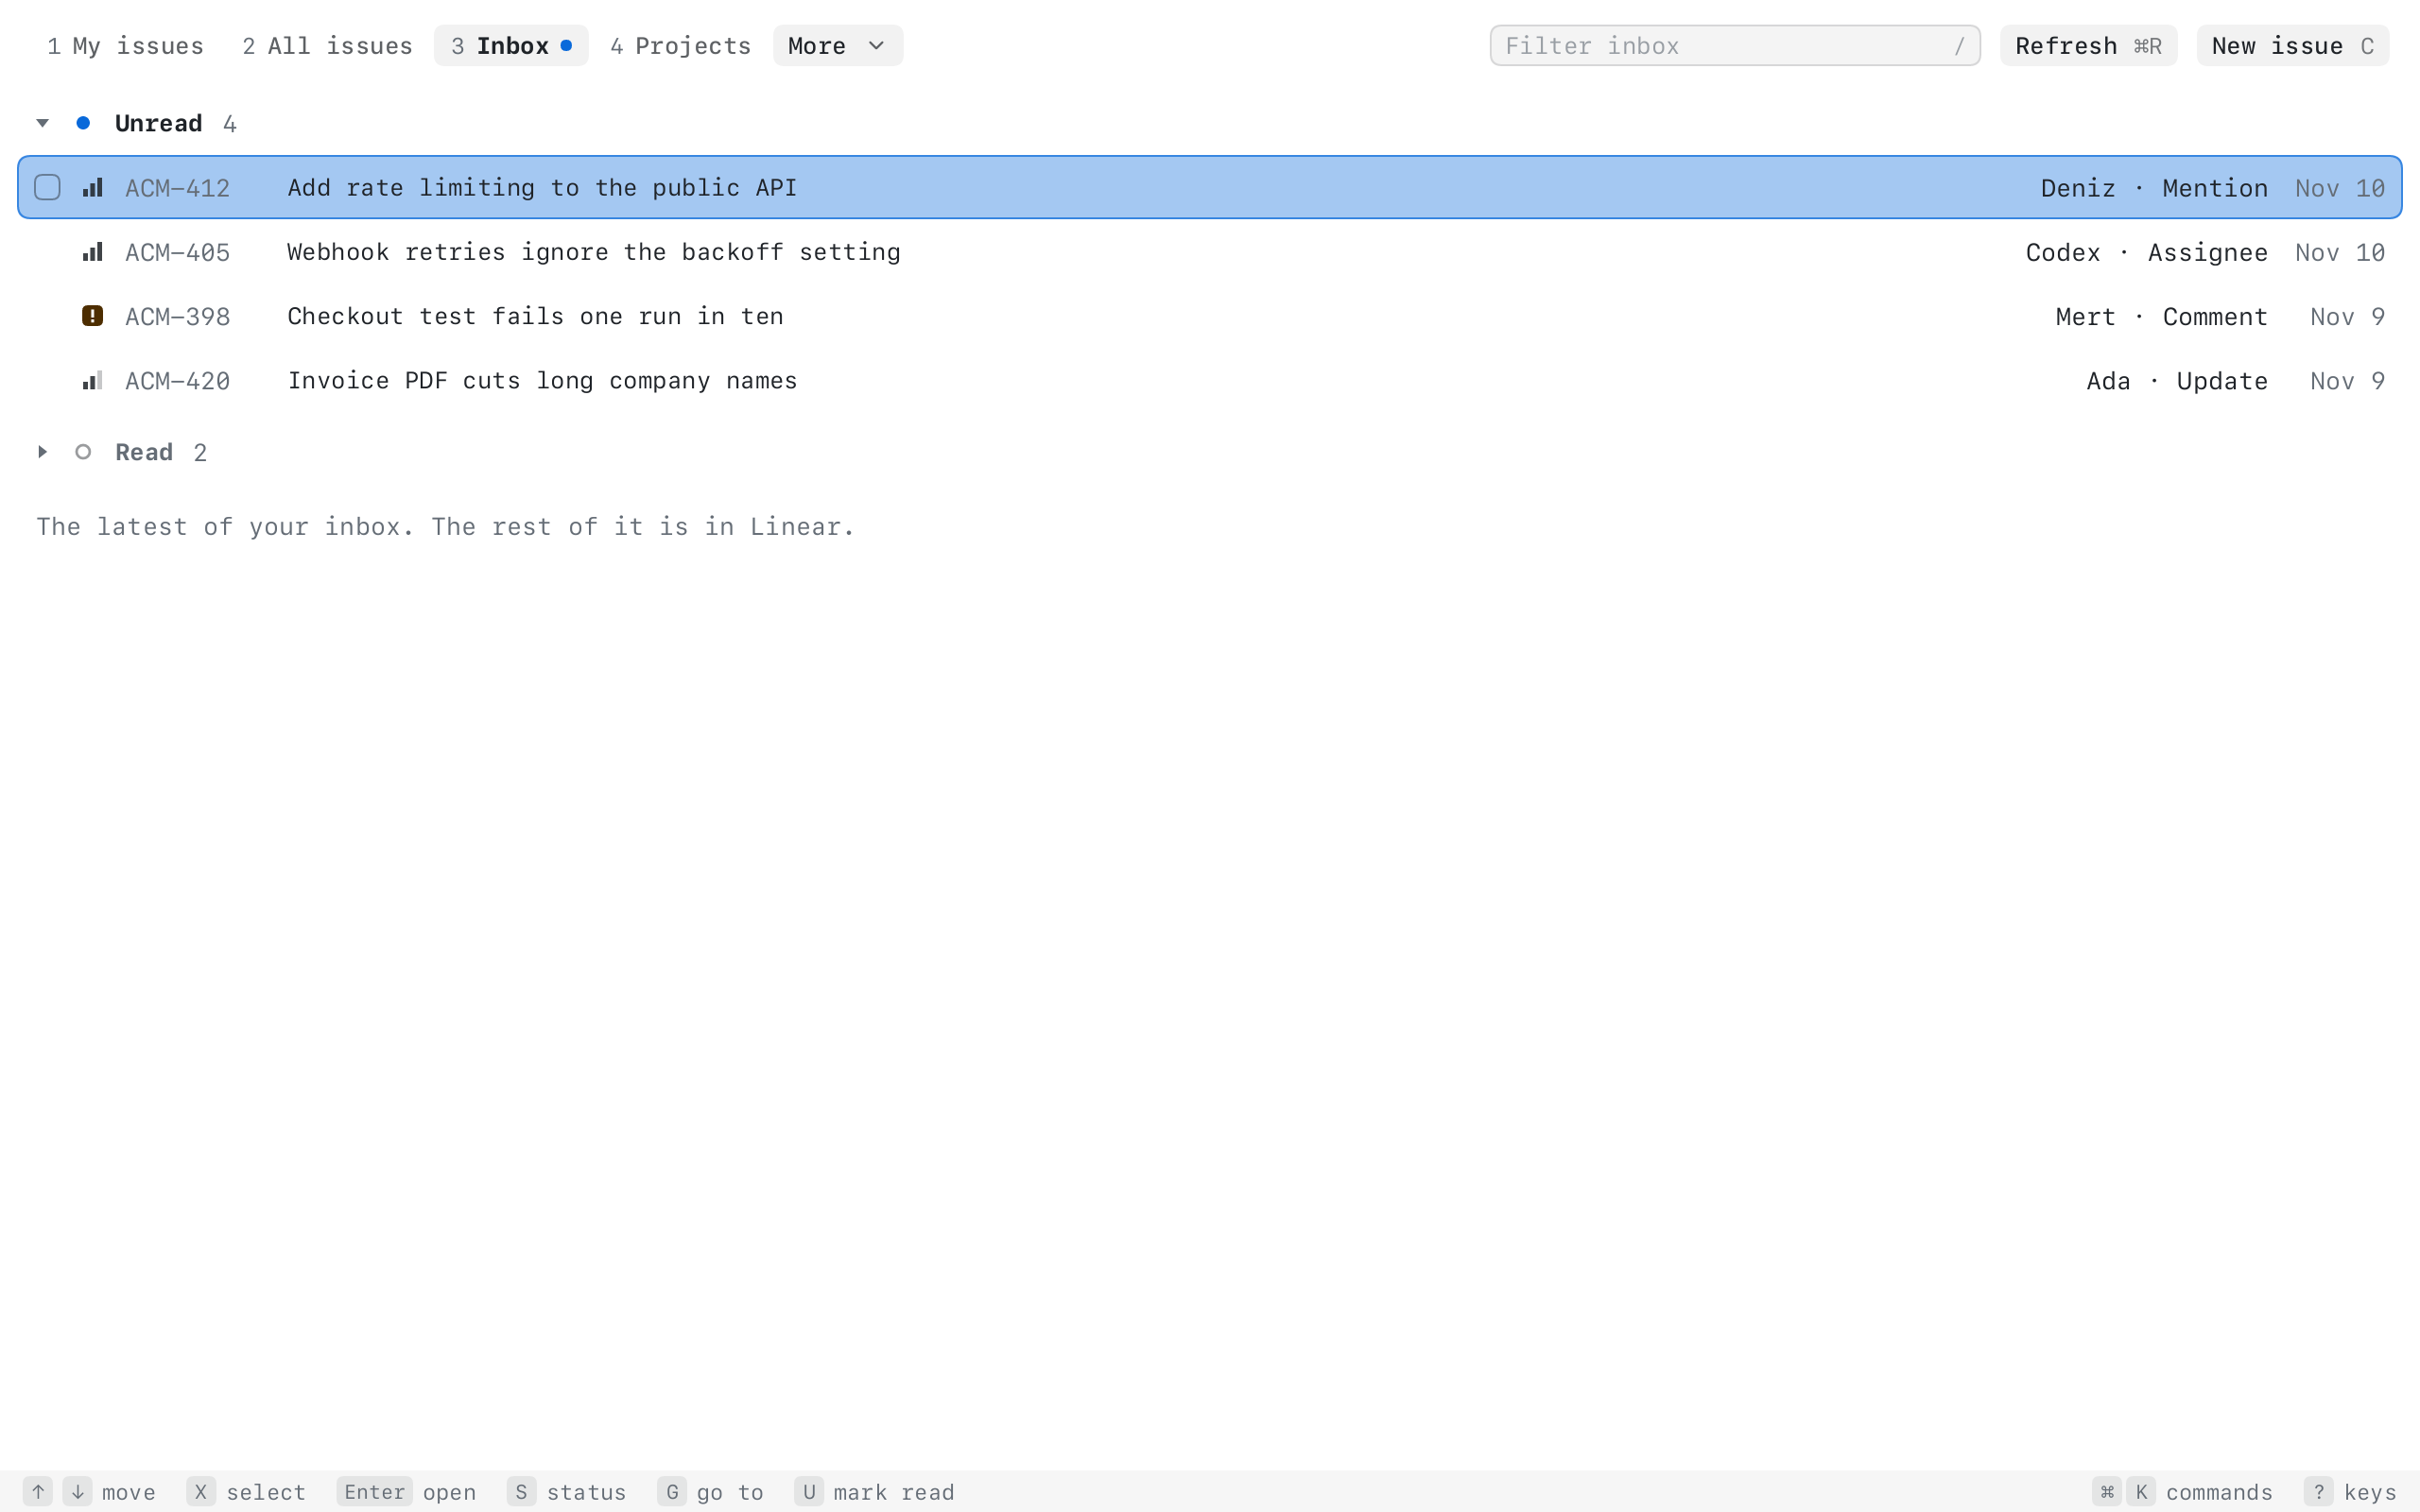 1 My issues 2 All issues 3 Inbox 4 Projects More Filter inbox / Refresh ⌘R New issue C
Unread 4
ACM-412 Add rate limiting to the public API Deniz · Mention Nov 10
ACM-405 Webhook retries ignore the backoff setting Codex · Assignee Nov 10
ACM-398 Checkout test fails one run in ten Mert · Comment Nov 9
ACM-420 Invoice PDF cuts long company names Ada · Update Nov 9
Read 2
The latest of your inbox. The rest of it is in Linear.
↑ ↓ move X select Enter open S status G go to U mark read ⌘ K commands ? keys